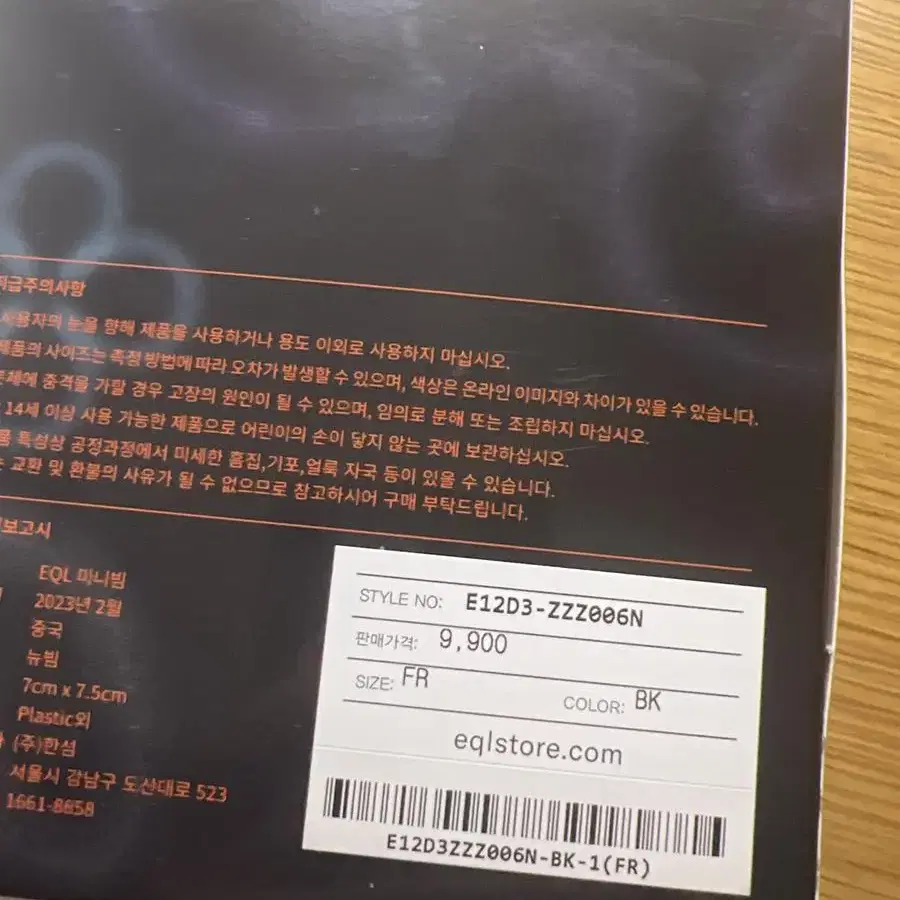 취급주의사항
사용자의 눈을 향해 제품을 사용하거나 용도 이외로 사용하지 마십시오.
제품의 사이즈는 측정 방법에 따라 오차가 발생할 수 있으며, 색상은 온라인 이미지와 차이가 있을 수 있습니다.
본체에 충격을 가할 경우 고장의 원인이 될 수 있으며, 임의로 분해 또는 조립하지 마십시오.
14세 이상 사용 가능한 제품으로 어린이의 손이 닿지 않는 곳에 보관하십시오.
특성상 공정과정에서 미세한 흠집,기포,얼룩 자국 등이 있을 수 있습니다.
교환 및 환불의 사유가 될 수 없으므로 참고하시어 구매 부탁드립니다.
보고시
EQL 미니빔
2023년 2월
중국
뉴빔
7cm x 7.5cm
Plastic외
(주)한섬
서울시 강남구 도산대로 523
1661-8658
STYLE NO: E12D3-ZZZ006N
판매가격: 9,900
SIZE: FR
COLOR: BK
eqlstore.com
E12D3ZZZ006N-BK-1(FR)